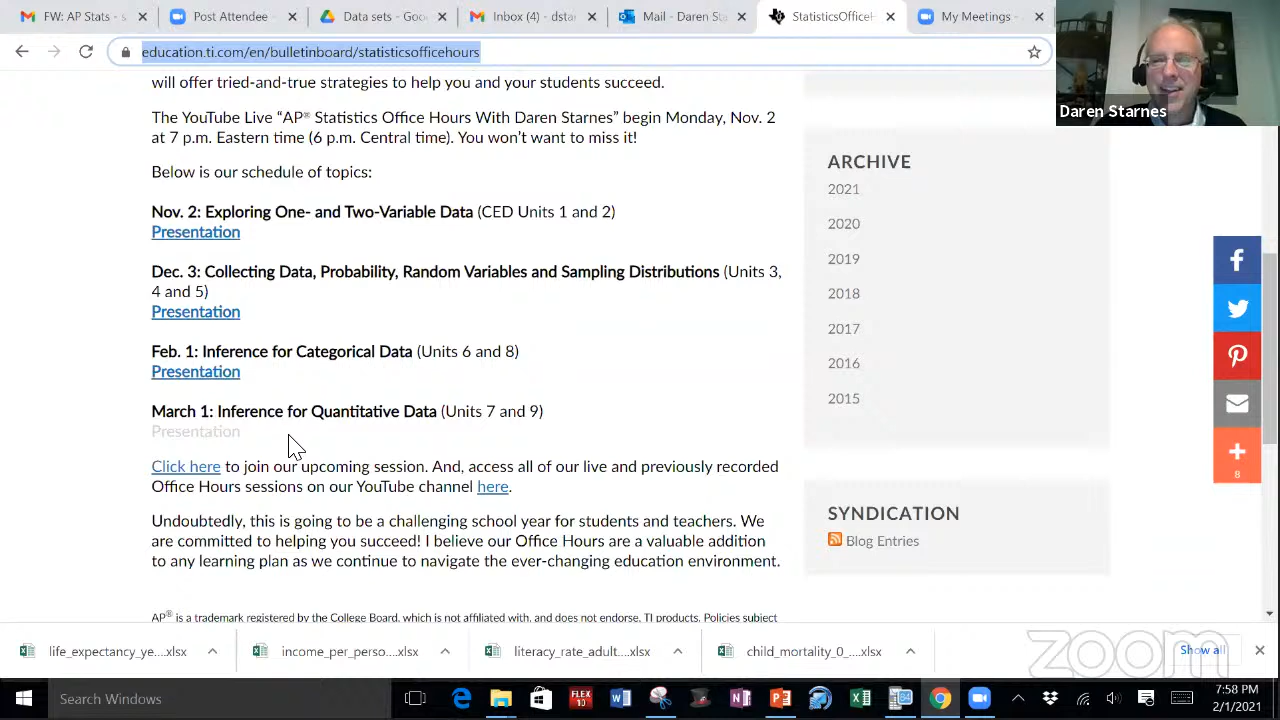 FW: AP Stats -
Post Attendee -
Data sets - Goo
Inbox (4) - dstar
Mail - Daren St
StatisticsOffice
My Meetings -
education.ti.com/en/bulletinboard/statisticsofficehours
Daren Starnes
will offer tried-and-true strategies to help you and your students succeed.
The YouTube Live “AP® Statistics Office Hours With Daren Starnes” begin Monday, Nov. 2
at 7 p.m. Eastern time (6 p.m. Central time). You won’t want to miss it!
Below is our schedule of topics:
Nov. 2: Exploring One- and Two-Variable Data (CED Units 1 and 2)
Presentation
Dec. 3: Collecting Data, Probability, Random Variables and Sampling Distributions (Units 3,
4 and 5)
Presentation
Feb. 1: Inference for Categorical Data (Units 6 and 8)
Presentation
March 1: Inference for Quantitative Data (Units 7 and 9)
Presentation
Click here to join our upcoming session. And, access all of our live and previously recorded
Office Hours sessions on our YouTube channel here.
Undoubtedly, this is going to be a challenging school year for students and teachers. We
are committed to helping you succeed! I believe our Office Hours are a valuable addition
to any learning plan as we continue to navigate the ever-changing education environment.
AP® is a trademark registered by the College Board, which is not affiliated with, and does not endorse, TI products. Policies subject
ARCHIVE
2021
2020
2019
2018
2017
2016
2015
SYNDICATION
Blog Entries
8
life_expectancy_ye....xlsx
income_per_perso....xlsx
literacy_rate_adult....xlsx
child_mortality_0_....xlsx
Show all
zoom
Search Windows
FLEX
10
7:58 PM
2/1/2021